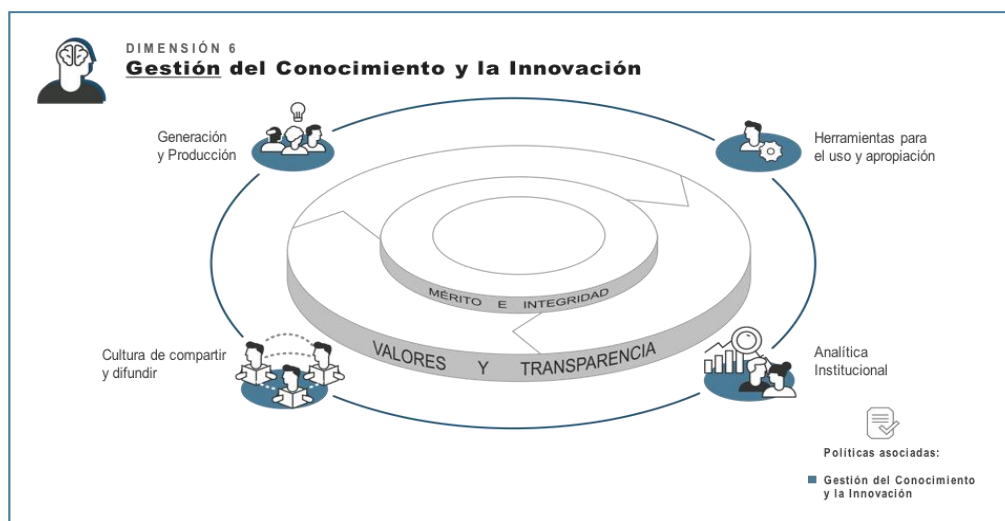 DIMENSIÓN 6
Gestión del Conocimiento y la Innovación
Generación
y Producción
Herramientas para
el uso y apropiación
MÉRITO E INTEGRIDAD
VALORES Y TRANSPARENCIA
Cultura de compartir
y difundir
Analítica
Institucional
Políticas asociadas:
Gestión del Conocimiento
y la Innovación